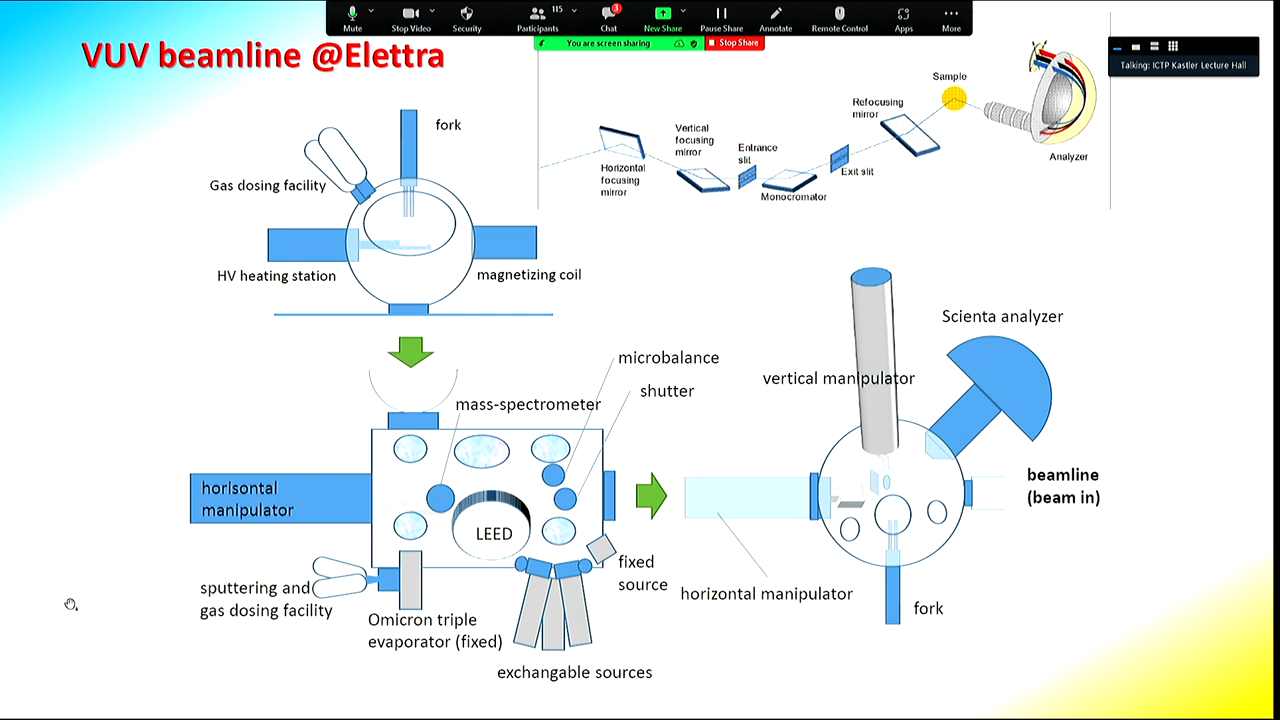 Mute
Stop Video
Security
Participants
115
Chat
3
New Share
Pause Share
Annotate
Remote Control
Apps
More
You are screen sharing
Stop Share
Talking: ICTP Kastler Lecture Hall
VUV beamline @Elettra
fork
Gas dosing facility
HV heating station
magnetizing coil
Horizontal
focusing
mirror
Vertical
focusing
mirror
Entrance
slit
Monocromator
Exit slit
Refocusing
mirror
Sample
Analyzer
microbalance
shutter
mass-spectrometer
horisontal
manipulator
LEED
sputtering and
gas dosing facility
Omicron triple
evaporator (fixed)
fixed
source
exchangable sources
vertical manipulator
Scienta analyzer
beamline
(beam in)
horizontal manipulator
fork